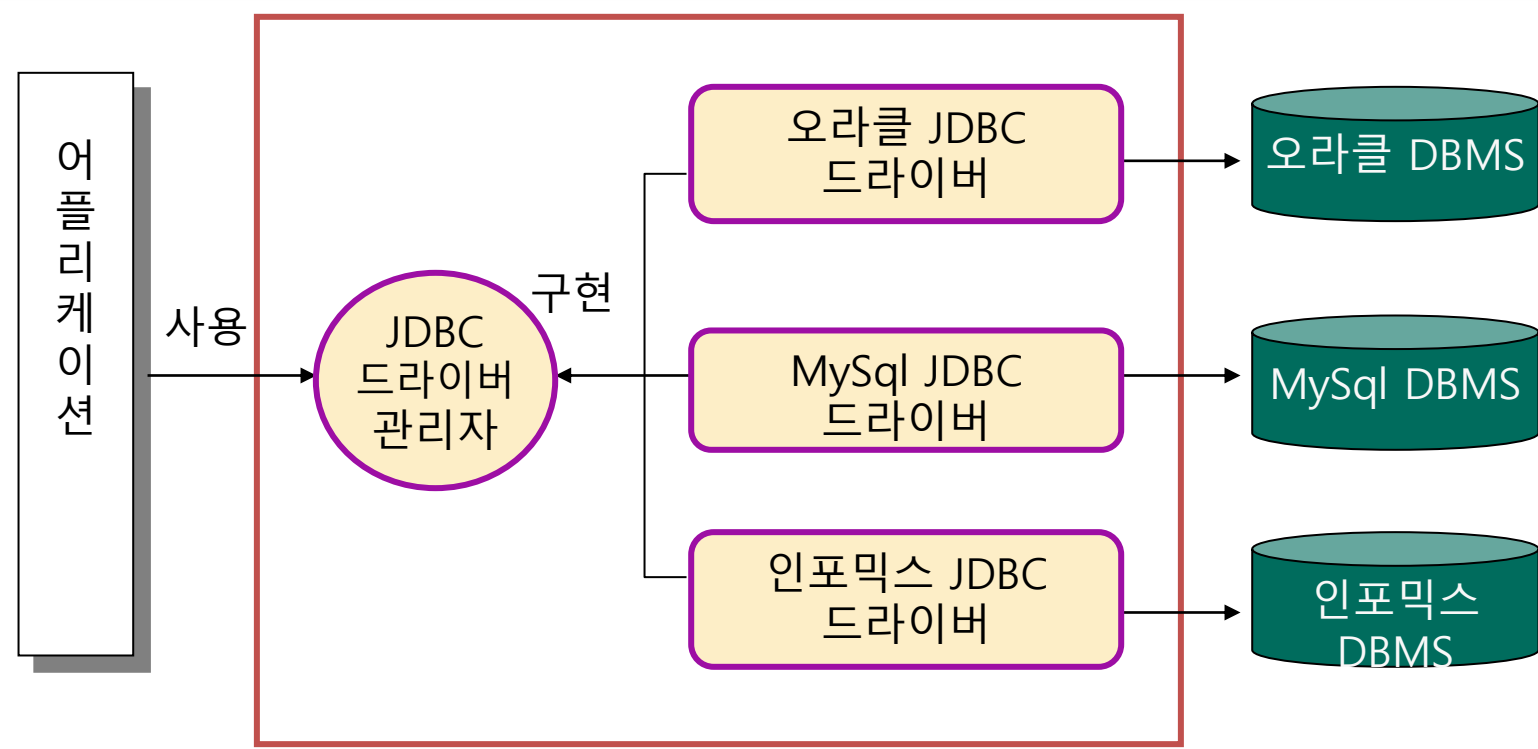 어플리케이션
사용
JDBC
드라이버
관리자
구현
오라클 JDBC
드라이버
오라클 DBMS
MySql JDBC
드라이버
MySql DBMS
인포믹스 JDBC
드라이버
인포믹스
DBMS